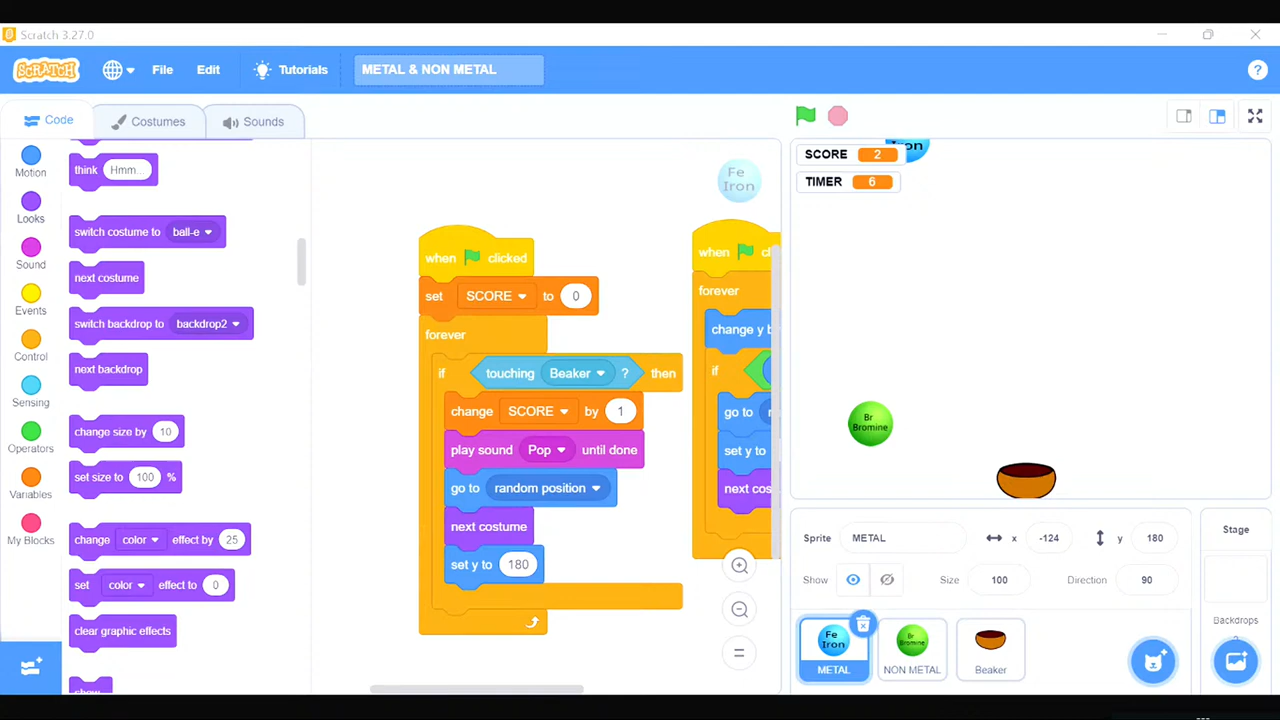 Scratch 3.27.0
SCRATCH File Edit Tutorials METAL & NON METAL ?
Code Costumes Sounds
Motion
Looks
Sound
Events
Control
Sensing
Operators
Variables
My Blocks
think Hmm...
switch costume to ball-e
next costume
switch backdrop to backdrop2
next backdrop
change size by 10
set size to 100 %
change color effect by 25
set color effect to 0
clear graphic effects
show
Fe
Iron
when clicked
set SCORE to 0
forever
if touching Beaker ? then
change SCORE by 1
play sound Pop until done
go to random position
next costume
set y to 180
when
forever
change y
if
go to
set y to
next
Iron
SCORE 2
TIMER 6
Br
Bromine
Sprite METAL x -124 y 180
Show Size 100 Direction 90
Fe
Iron
METAL
Br
Bromine
NON METAL
Beaker
Stage
Backdrops